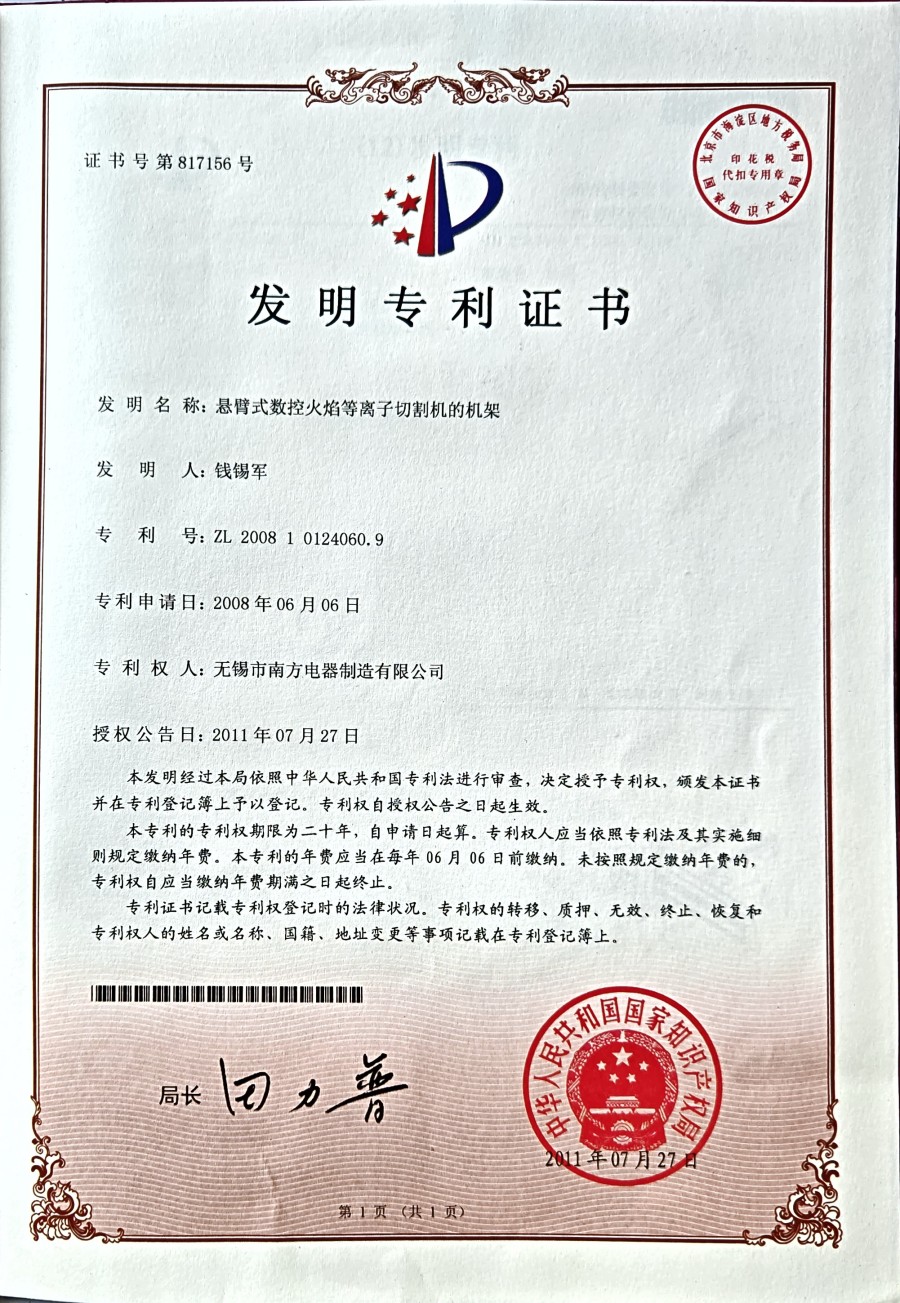 证书号第817156号
北京市海淀区地方税务局
印花税
代扣专用章
国家知识产权局
发明专利证书
发明名称：悬臂式数控火焰等离子切割机的机架
发明人：钱锡军
专利号：ZL 2008 1 0124060.9
专利申请日：2008年06月06日
专利权人：无锡市南方电器制造有限公司
授权公告日：2011年07月27日
本发明经过本局依照中华人民共和国专利法进行审查，决定授予专利权，颁发本证书
并在专利登记簿上予以登记。专利权自授权公告之日起生效。
本专利的专利权期限为二十年，自申请日起算。专利权人应当依照专利法及其实施细
则规定缴纳年费。本专利的年费应当在每年06月06日前缴纳。未按照规定缴纳年费的，
专利权自应当缴纳年费期满之日起终止。
专利证书记载专利权登记时的法律状况。专利权的转移、质押、无效、终止、恢复和
专利权人的姓名或名称、国籍、地址变更等事项记载在专利登记簿上。
局长 田力普
中华人民共和国国家知识产权局
2011年07月27日
第1页（共1页）